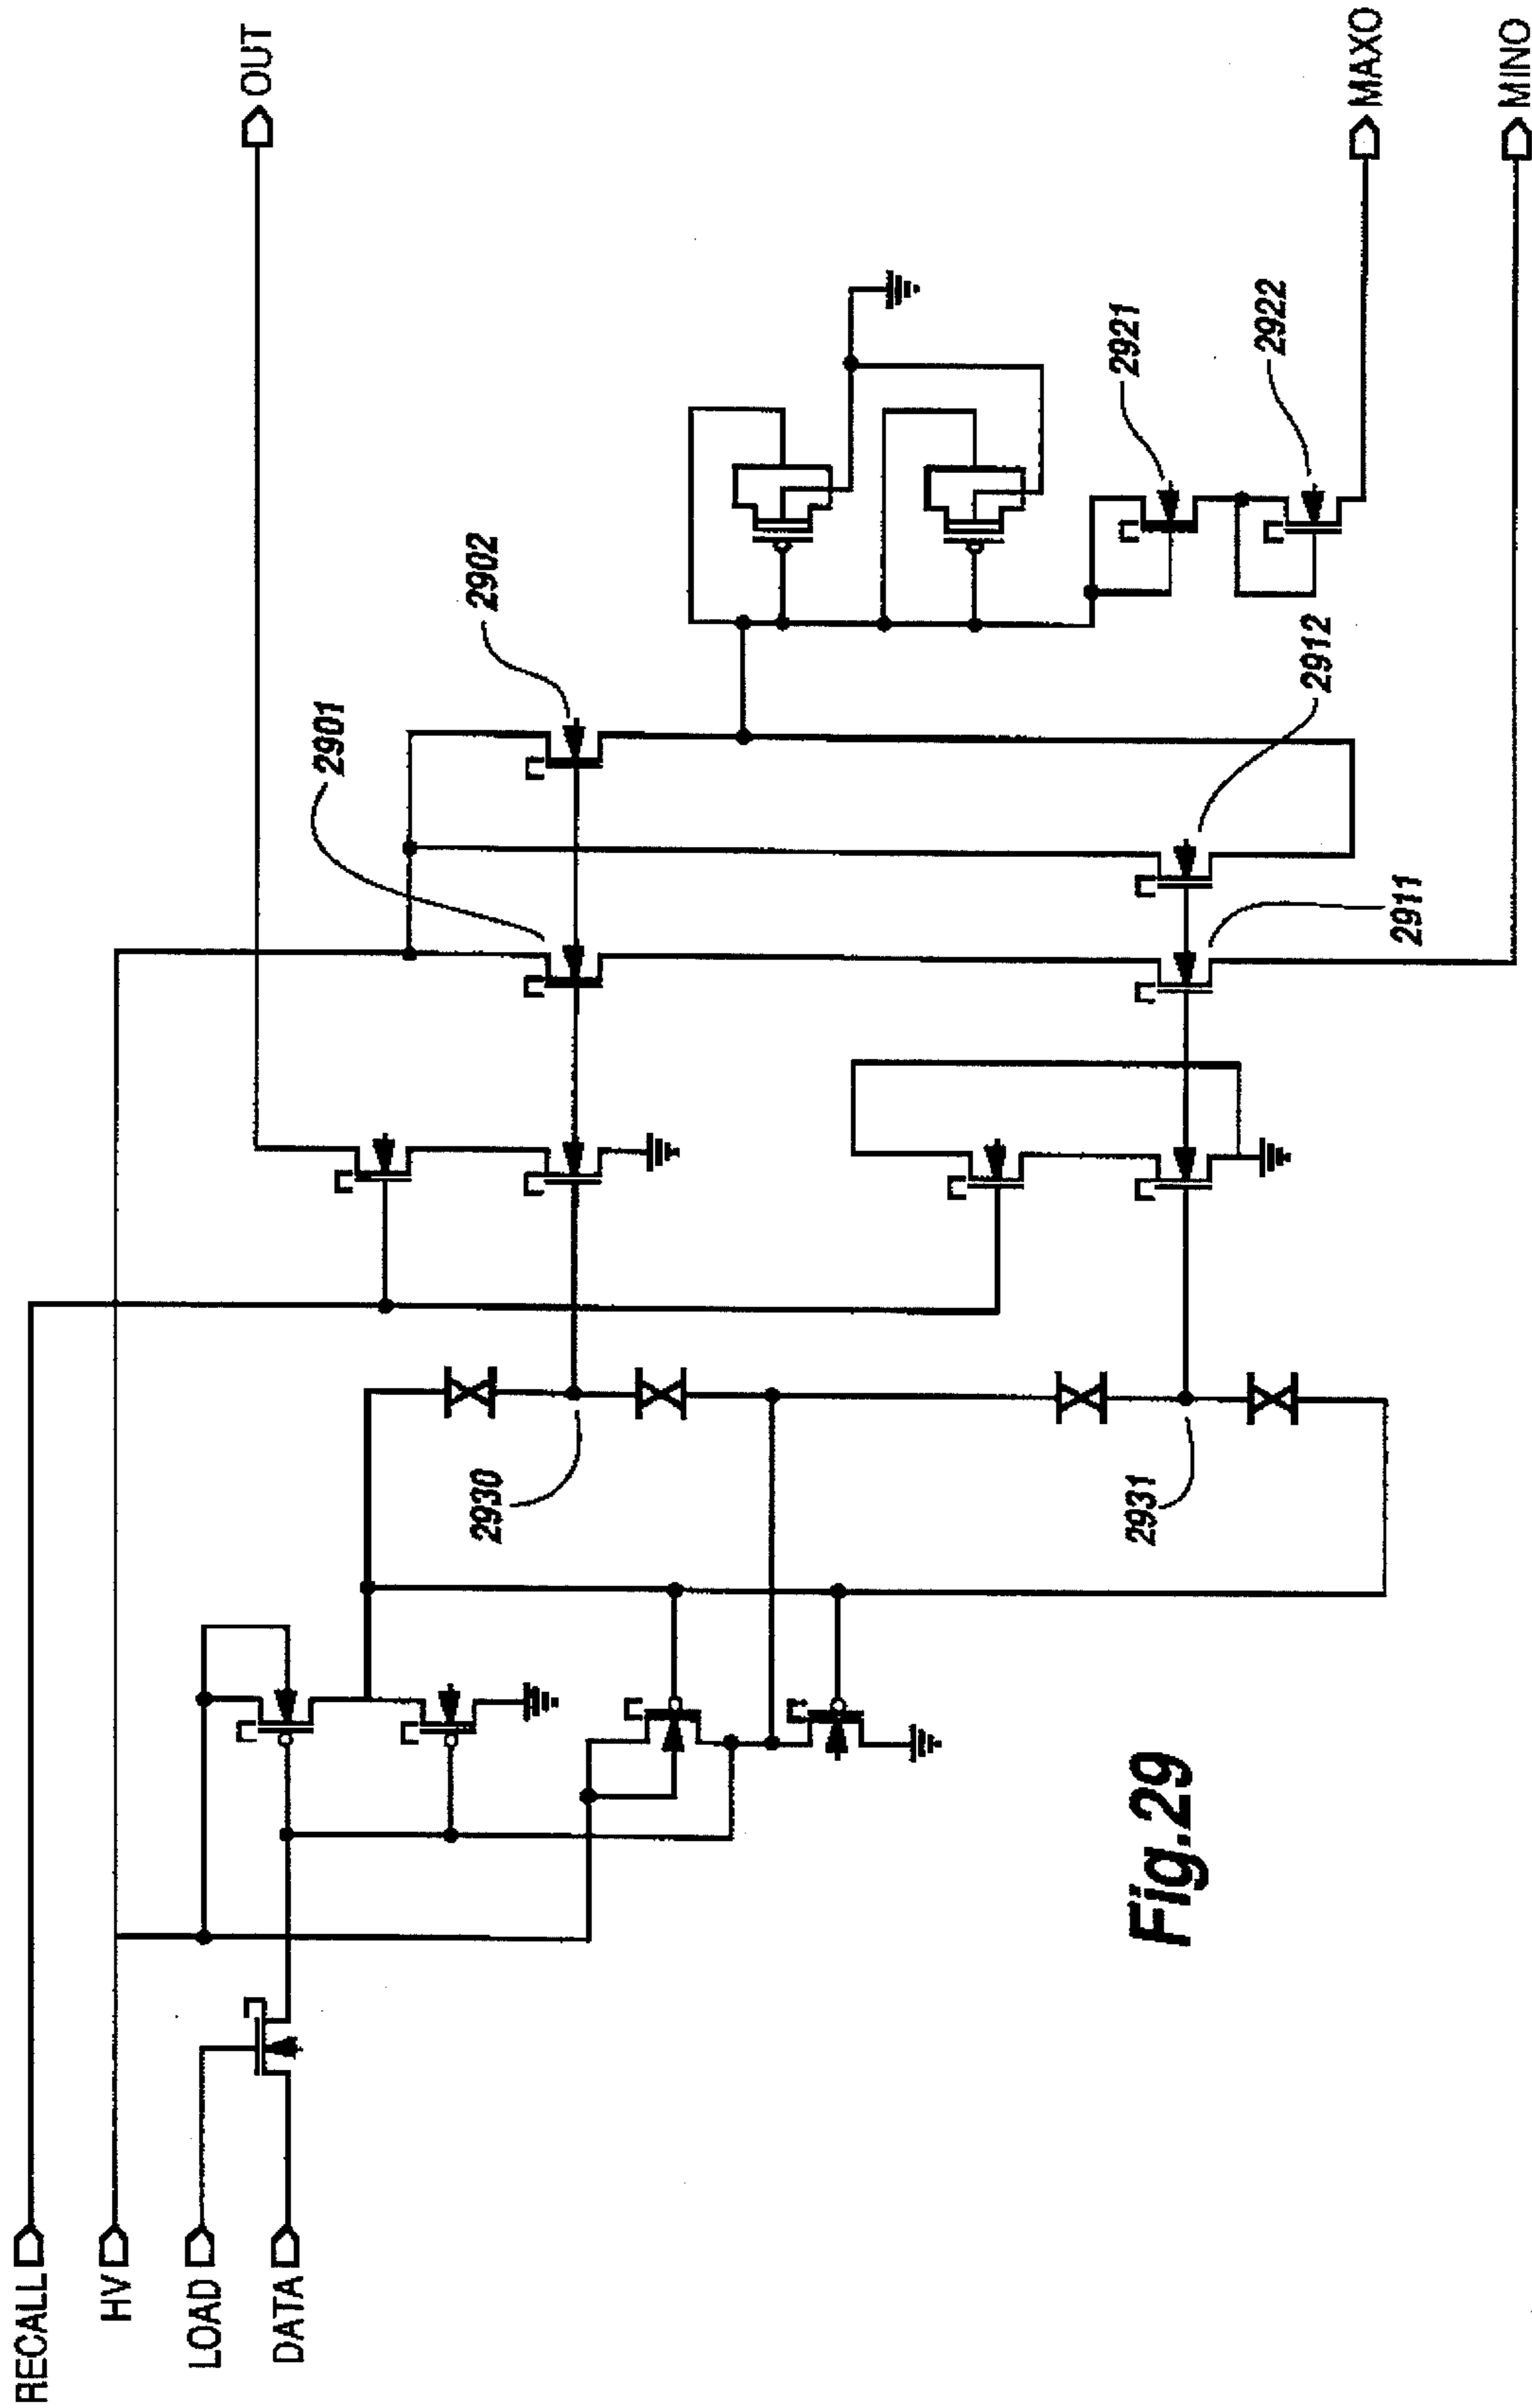 RECALL
HV
LOAD
DATA
OUT
MAXO
MINO
2901
2902
2911
2912
2921
2922
2930
2931
Fig.29